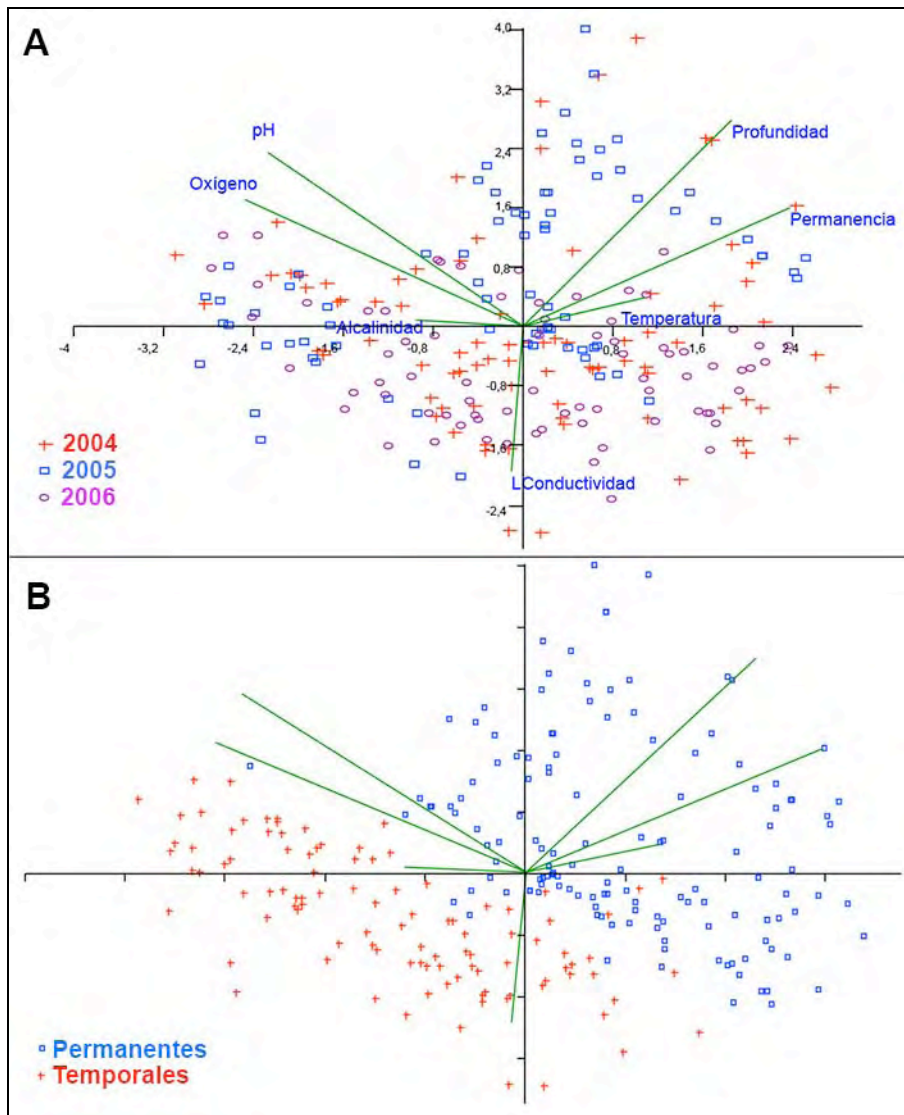 A
4,0
3,2
2,4
1,6
0,8
pH
Oxígeno
Profundidad
Permanencia
Alcalinidad
Temperatura
-4
-3,2
-2,4
-1,6
-0,8
0,8
1,6
2,4
-0,8
-1,6
-2,4
LConductividad
2004
2005
2006
B
Permanentes
Temporales